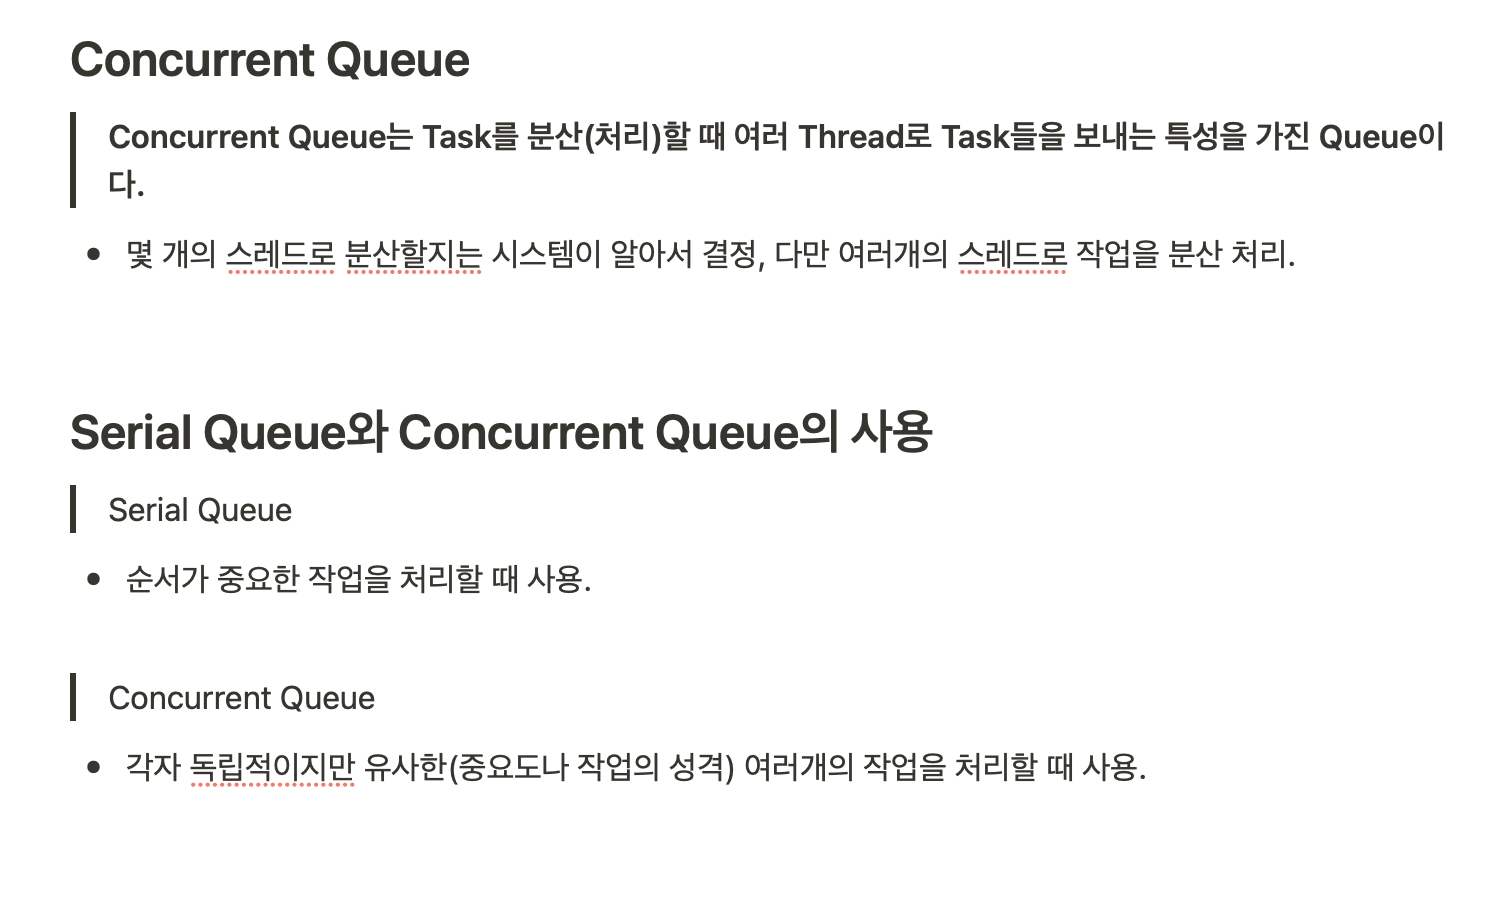 Concurrent Queue
Concurrent Queue는 Task를 분산(처리)할 때 여러 Thread로 Task들을 보내는 특성을 가진 Queue이
다.
• 몇 개의 스레드로 분산할지는 시스템이 알아서 결정, 다만 여러개의 스레드로 작업을 분산 처리.
Serial Queue와 Concurrent Queue의 사용
Serial Queue
• 순서가 중요한 작업을 처리할 때 사용.
Concurrent Queue
• 각자 독립적이지만 유사한(중요도나 작업의 성격) 여러개의 작업을 처리할 때 사용.